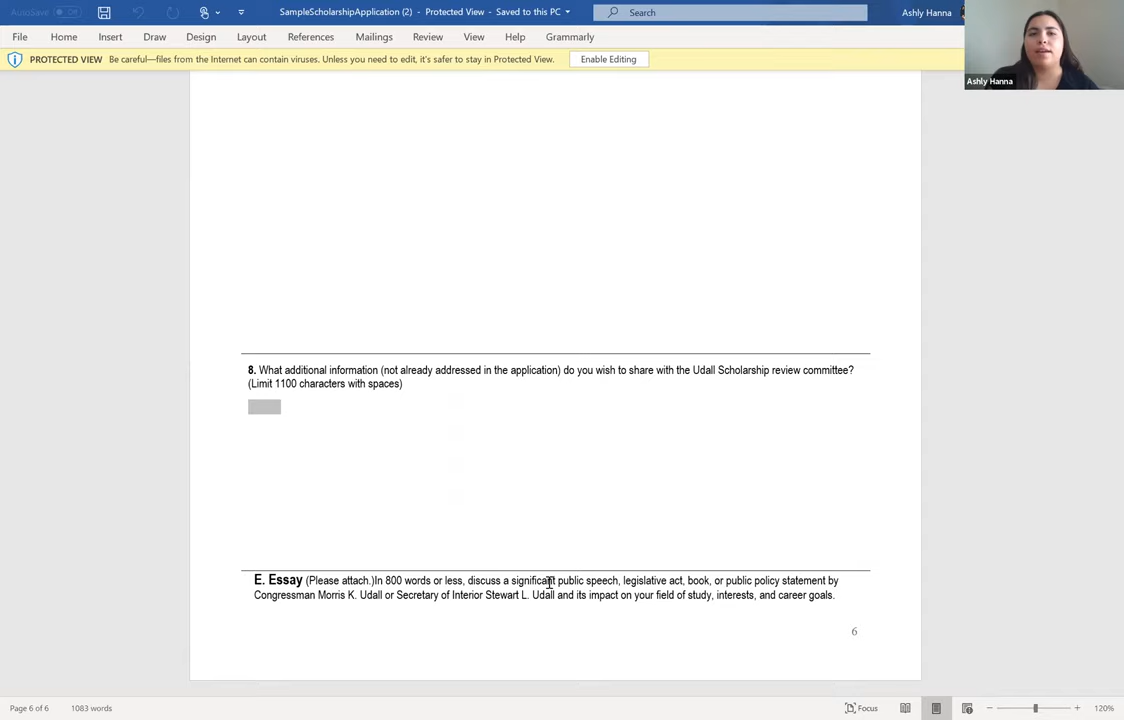 AutoSave Off
SampleScholarshipApplication (2) - Protected View - Saved to this PC
Search
Ashly Hanna
File Home Insert Draw Design Layout References Mailings Review View Help Grammarly
PROTECTED VIEW Be careful—files from the Internet can contain viruses. Unless you need to edit, it's safer to stay in Protected View. Enable Editing
Ashly Hanna
8. What additional information (not already addressed in the application) do you wish to share with the Udall Scholarship review committee?
(Limit 1100 characters with spaces)
E. Essay (Please attach.)In 800 words or less, discuss a significant public speech, legislative act, book, or public policy statement by
Congressman Morris K. Udall or Secretary of Interior Stewart L. Udall and its impact on your field of study, interests, and career goals.
6
Page 6 of 6 1083 words Focus 120%